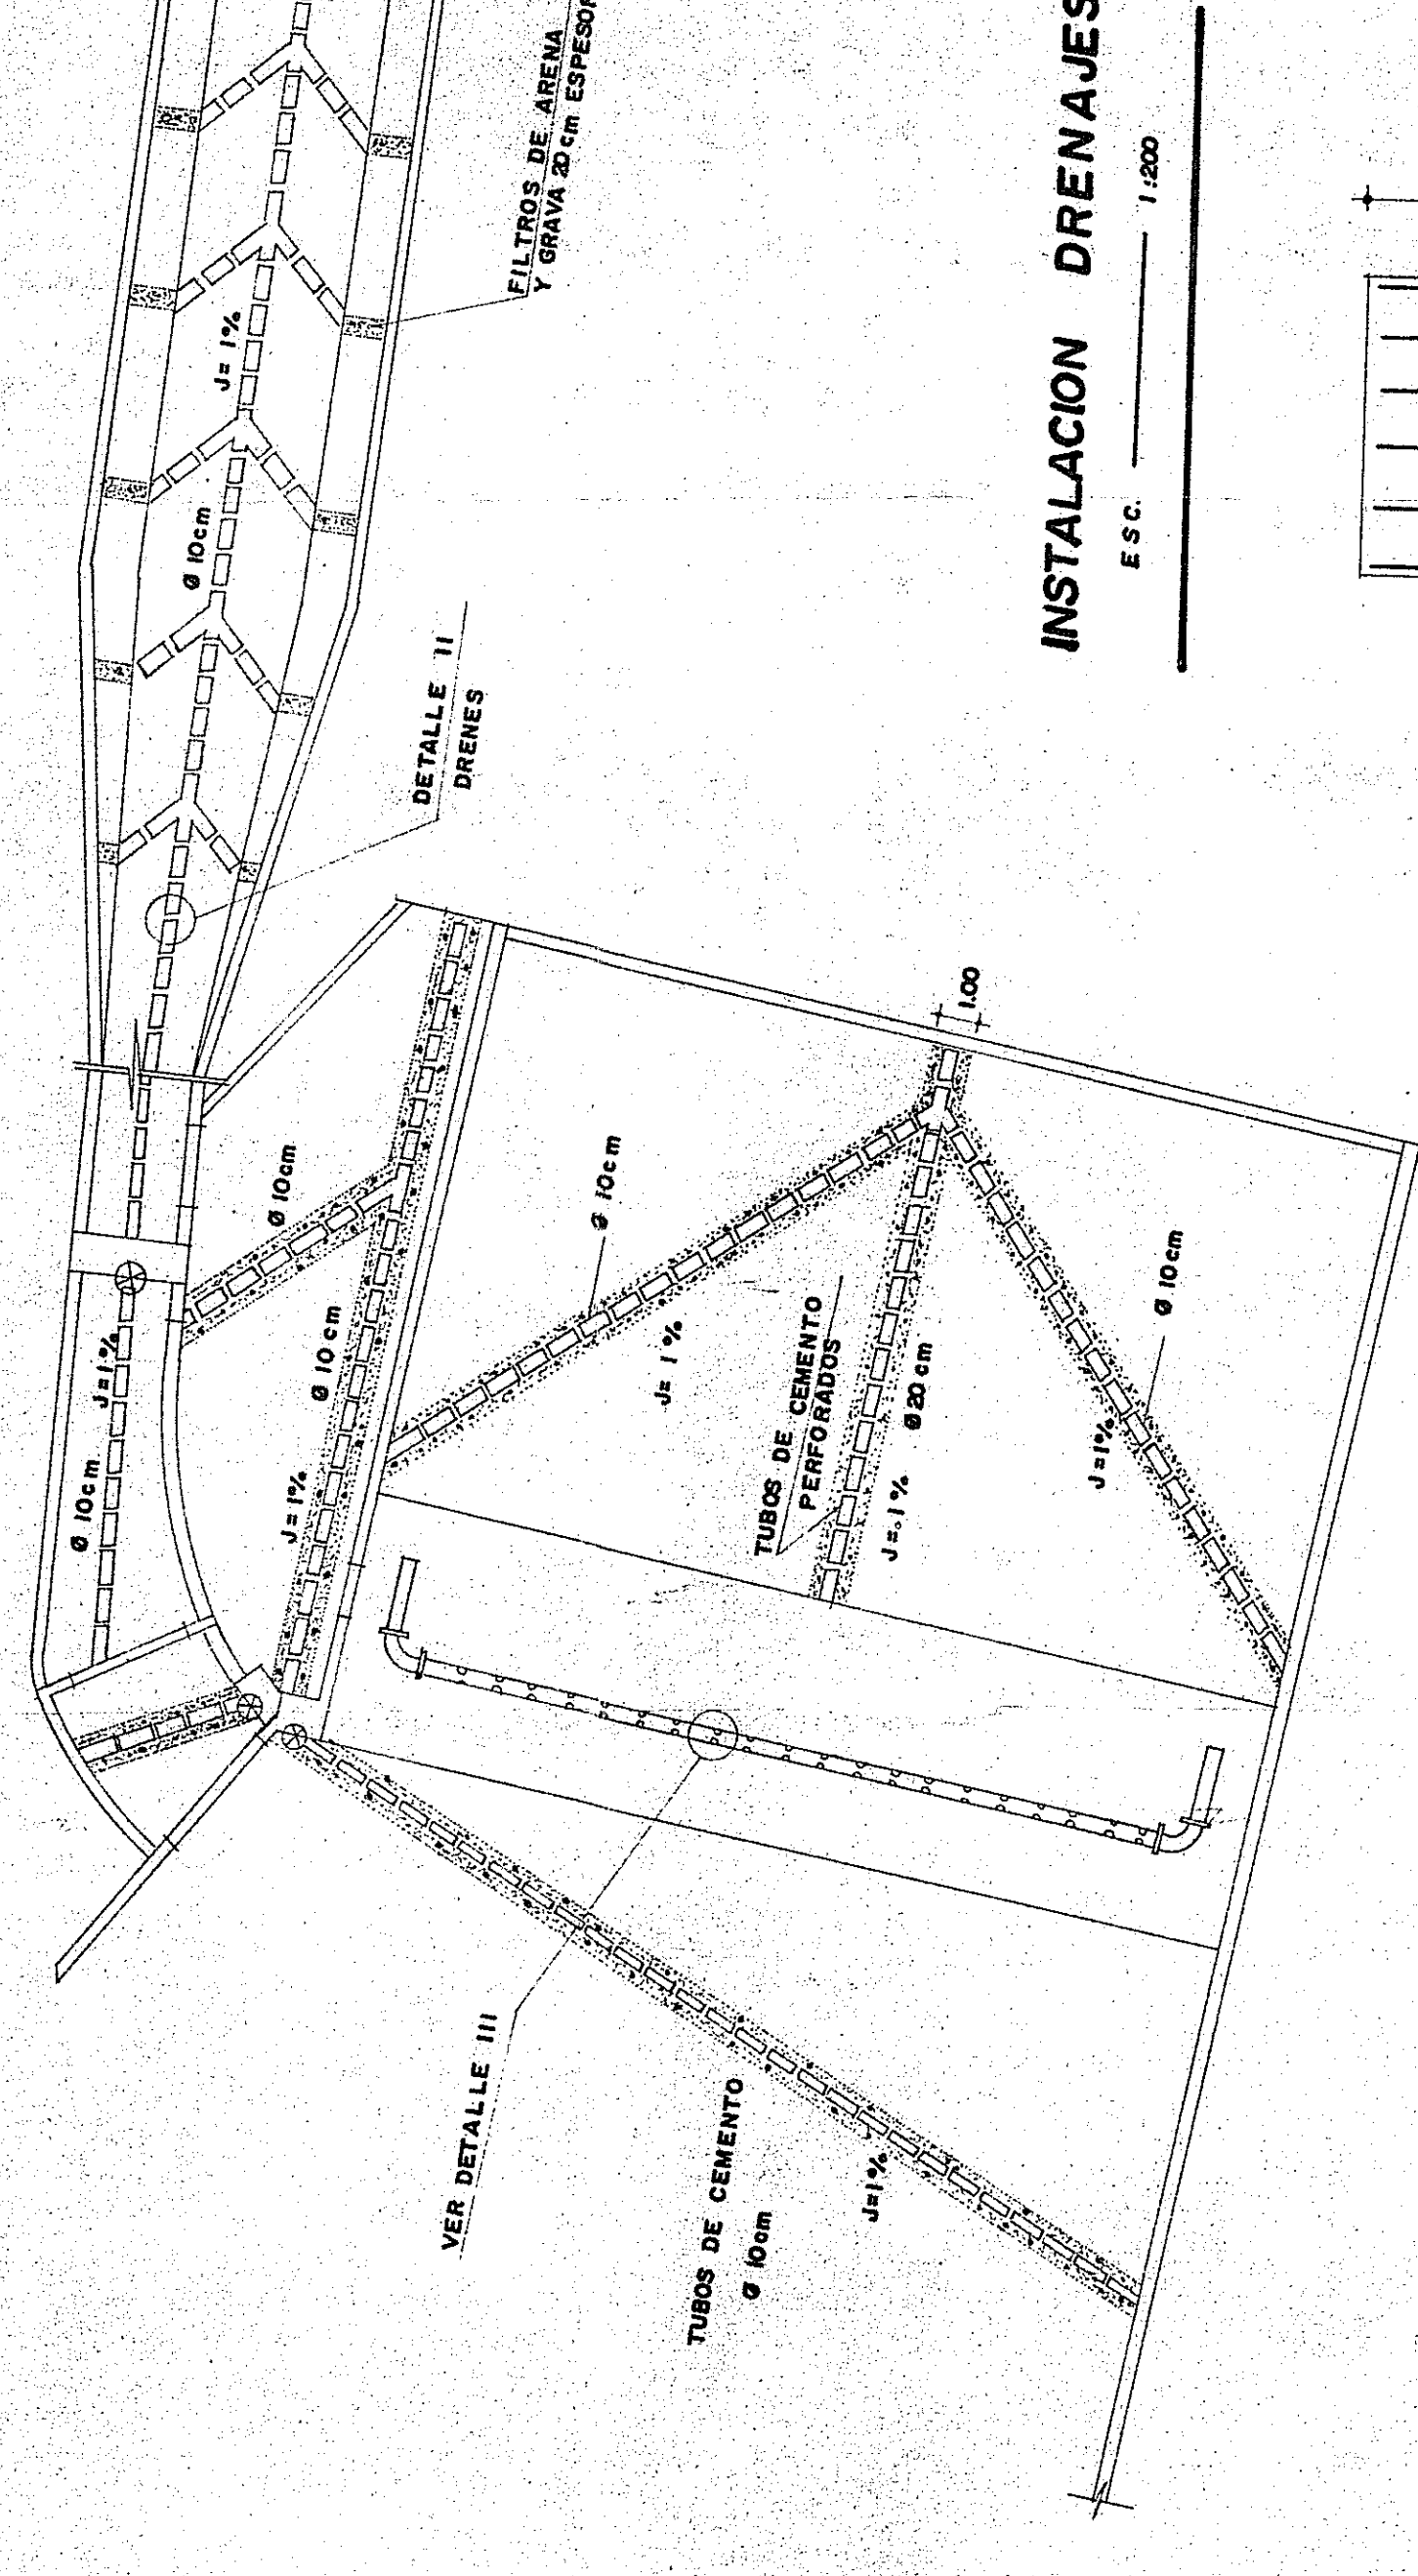 FILTROS DE ARENA
Y GRAVA 20 cm ESPESOR
J= 1%
Ø 10cm
DETALLE II
DRENES
INSTALACION DRENAJES
ESC. 1:200
1.00
Ø 10cm
Ø 10cm
J= 1%
Ø 10cm
J=1%
Ø 10cm
J= 1%
TUBOS DE CEMENTO
PERFORADOS
J=.1%
Ø 20 cm
Ø 10cm
J=1%
VER DETALLE III
TUBOS DE CEMENTO
Ø 10cm
J=1%